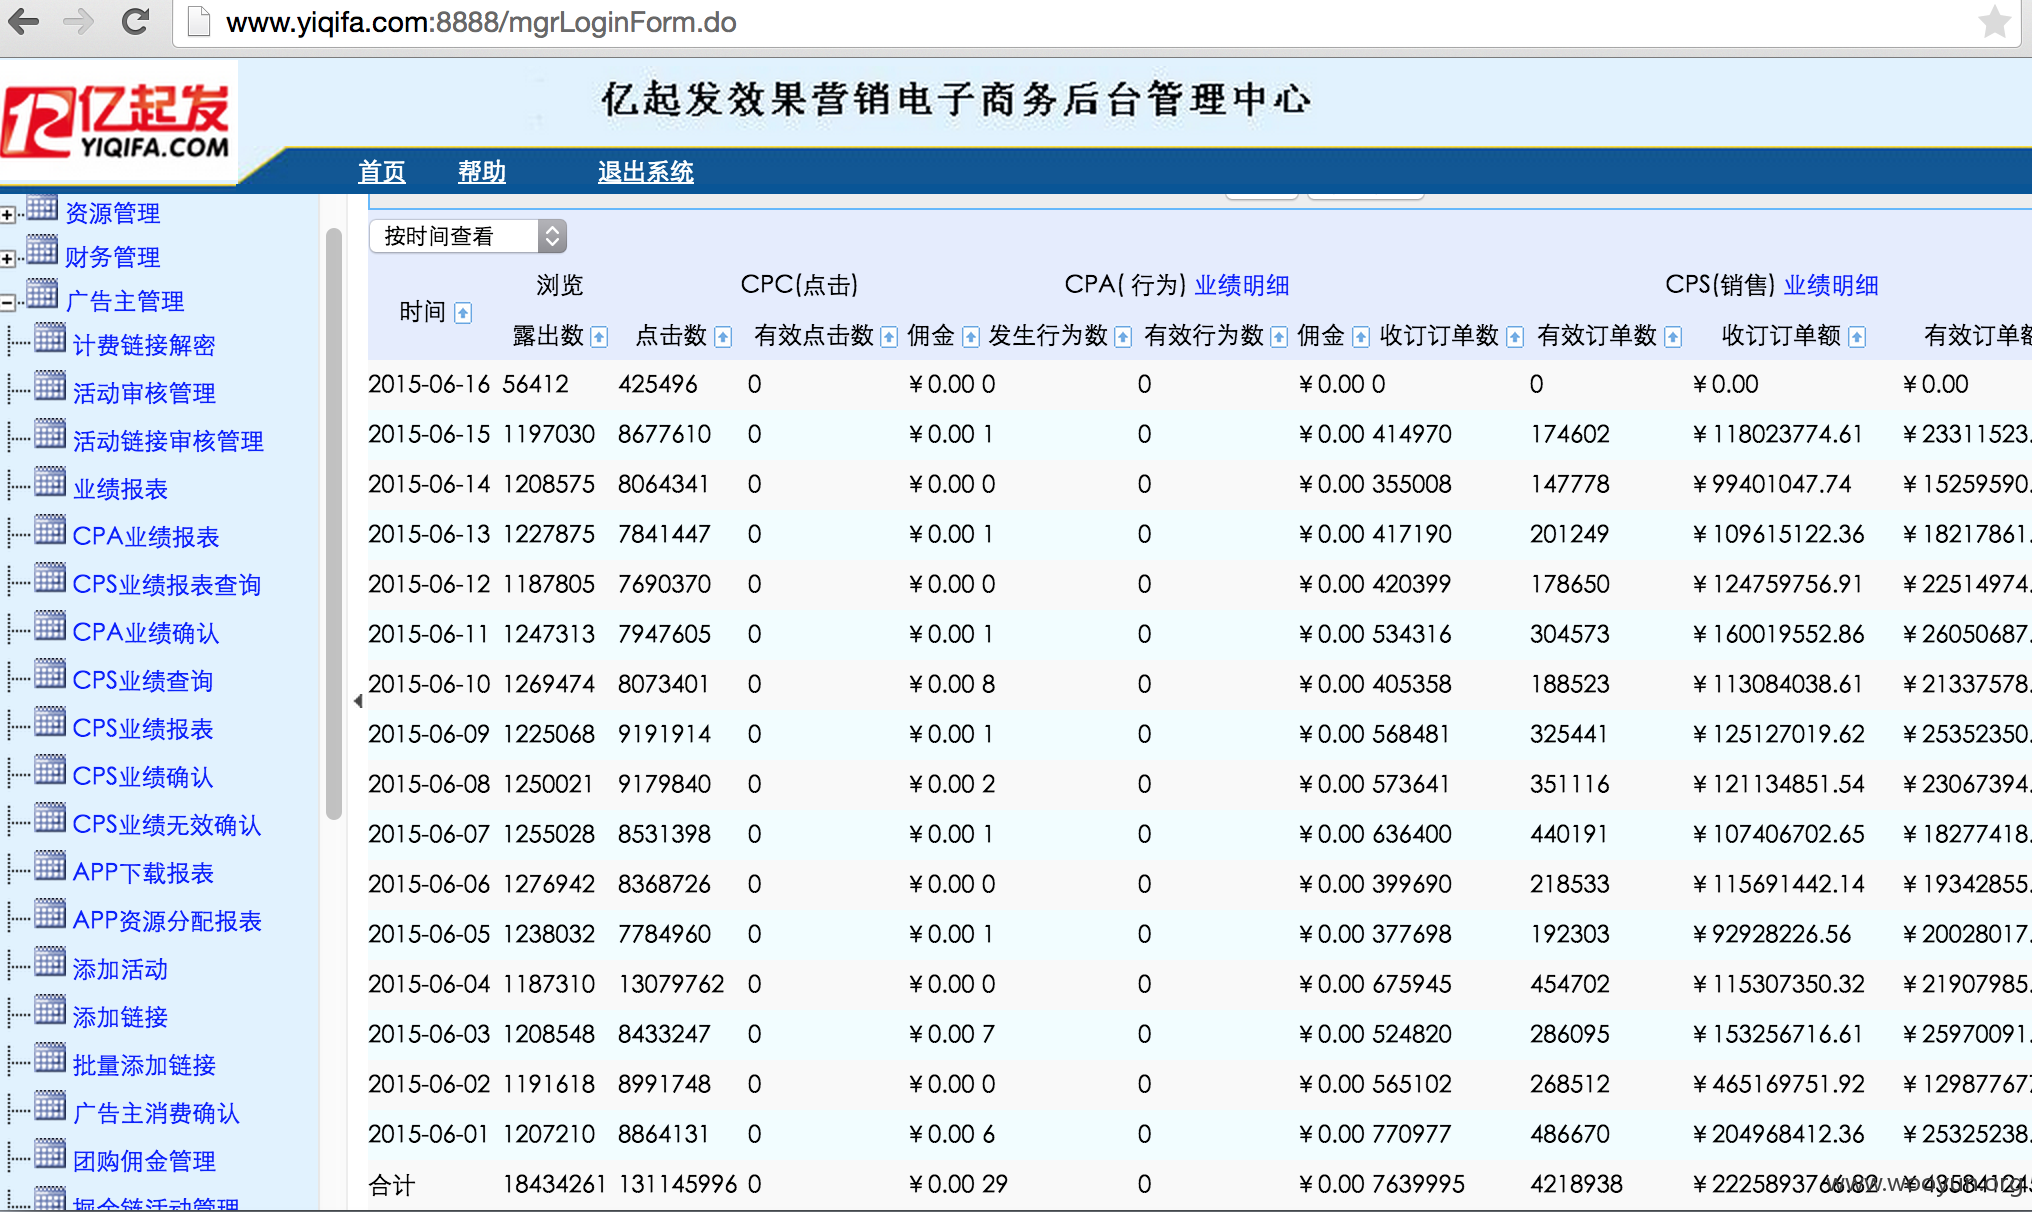 www.yiqifa.com:8888/mgrLoginForm.do
亿起发
YIQIFA.COM
亿起发效果营销电子商务后台管理中心
首页 帮助 退出系统
资源管理
财务管理
广告主管理
计费链接解密
活动审核管理
活动链接审核管理
业绩报表
CPA业绩报表
CPS业绩报表查询
CPA业绩确认
CPS业绩查询
CPS业绩报表
CPS业绩确认
CPS业绩无效确认
APP下载报表
APP资源分配报表
添加活动
添加链接
批量添加链接
广告主消费确认
团购佣金管理
掘金链活动管理
按时间查看
时间 浏览 CPC(点击) CPA( 行为) 业绩明细 CPS(销售) 业绩明细
露出数 点击数 有效点击数 佣金 发生行为数 有效行为数 佣金 收订订单数 有效订单数 收订订单额 有效订单额
2015-06-16 56412 425496 0 ¥0.00 0 0 ¥0.00 0 0 ¥0.00 ¥0.00
2015-06-15 1197030 8677610 0 ¥0.00 1 0 ¥0.00 414970 174602 ¥118023774.61 ¥23311523.
2015-06-14 1208575 8064341 0 ¥0.00 0 0 ¥0.00 355008 147778 ¥99401047.74 ¥15259590.
2015-06-13 1227875 7841447 0 ¥0.00 1 0 ¥0.00 417190 201249 ¥109615122.36 ¥18217861.
2015-06-12 1187805 7690370 0 ¥0.00 0 0 ¥0.00 420399 178650 ¥124759756.91 ¥22514974.
2015-06-11 1247313 7947605 0 ¥0.00 1 0 ¥0.00 534316 304573 ¥160019552.86 ¥26050687.
2015-06-10 1269474 8073401 0 ¥0.00 8 0 ¥0.00 405358 188523 ¥113084038.61 ¥21337578.
2015-06-09 1225068 9191914 0 ¥0.00 1 0 ¥0.00 568481 325441 ¥125127019.62 ¥25352350.
2015-06-08 1250021 9179840 0 ¥0.00 2 0 ¥0.00 573641 351116 ¥121134851.54 ¥23067394.
2015-06-07 1255028 8531398 0 ¥0.00 1 0 ¥0.00 636400 440191 ¥107406702.65 ¥18277418.
2015-06-06 1276942 8368726 0 ¥0.00 0 0 ¥0.00 399690 218533 ¥115691442.14 ¥19342855.
2015-06-05 1238032 7784960 0 ¥0.00 1 0 ¥0.00 377698 192303 ¥92928226.56 ¥20028017.
2015-06-04 1187310 13079762 0 ¥0.00 0 0 ¥0.00 675945 454702 ¥115307350.32 ¥21907985.
2015-06-03 1208548 8433247 0 ¥0.00 7 0 ¥0.00 524820 286095 ¥153256716.61 ¥25970091.
2015-06-02 1191618 8991748 0 ¥0.00 0 0 ¥0.00 565102 268512 ¥465169751.92 ¥12987767
2015-06-01 1207210 8864131 0 ¥0.00 6 0 ¥0.00 770977 486670 ¥204968412.36 ¥25325238.
合计 18434261 131145996 0 ¥0.00 29 0 ¥0.00 7639995 4218938 ¥2225893766.82
www.wooyun.org